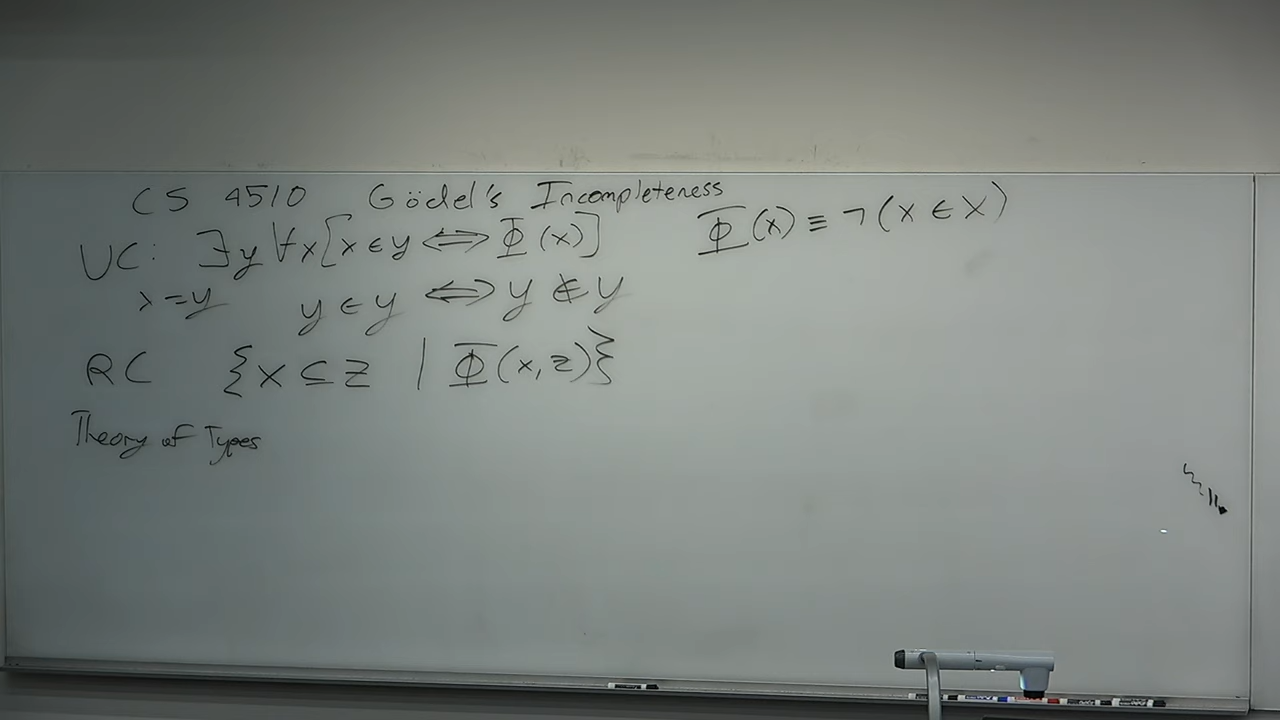 CS 4510 Gödel's Incompleteness
UC: ∃y ∀x[x ∈ y ⟺ Φ(x)] Φ(x) ≡ ¬(x ∈ x)
x = y y ∈ y ⟺ y ∉ y
RC {x ⊆ z | Φ(x,z)}
Theory of Types